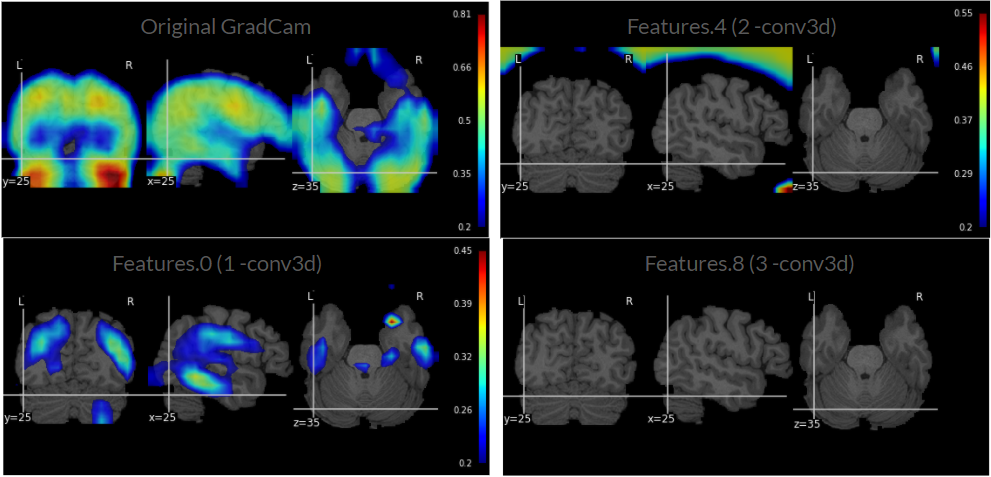 Original GradCam
0.81
L R
0.66
0.5
0.35
y=25 x=25 z=35
0.2
Features.4 (2 -conv3d)
0.55
L R L
0.46
0.37
0.29
y=25 x=25 z=35
0.2
Features.0 (1 -conv3d)
0.45
L R L R
0.39
0.32
0.26
y=25 x=25 z=35
0.2
Features.8 (3 -conv3d)
L R L R
y=25 x=25 z=35